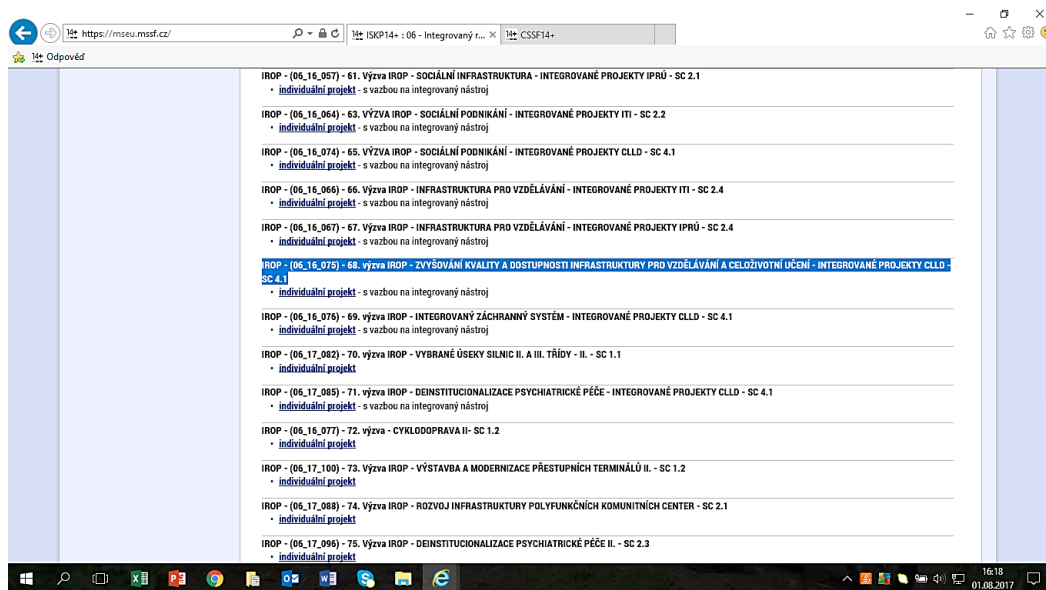 14+ https://mseu.mssf.cz/
14+ ISKP14+ : 06 - Integrovaný r...
14+ CSSF14+
14+ Odpověď
IROP - (06_16_057) - 61. Výzva IROP - SOCIÁLNÍ INFRASTRUKTURA - INTEGROVANÉ PROJEKTY IPRÚ - SC 2.1
• individuální projekt - s vazbou na integrovaný nástroj
IROP - (06_16_064) - 63. VÝZVA IROP - SOCIÁLNÍ PODNIKÁNÍ - INTEGROVANÉ PROJEKTY ITI - SC 2.2
• individuální projekt - s vazbou na integrovaný nástroj
IROP - (06_16_074) - 65. VÝZVA IROP - SOCIÁLNÍ PODNIKÁNÍ - INTEGROVANÉ PROJEKTY CLLD - SC 4.1
• individuální projekt - s vazbou na integrovaný nástroj
IROP - (06_16_066) - 66. Výzva IROP - INFRASTRUKTURA PRO VZDĚLÁVÁNÍ - INTEGROVANÉ PROJEKTY ITI - SC 2.4
• individuální projekt - s vazbou na integrovaný nástroj
IROP - (06_16_067) - 67. Výzva IROP - INFRASTRUKTURA PRO VZDĚLÁVÁNÍ - INTEGROVANÉ PROJEKTY IPRÚ - SC 2.4
• individuální projekt - s vazbou na integrovaný nástroj
IROP - (06_16_075) - 68. výzva IROP - ZVYŠOVÁNÍ KVALITY A DOSTUPNOSTI INFRASTRUKTURY PRO VZDĚLÁVÁNÍ A CELOŽIVOTNÍ UČENÍ - INTEGROVANÉ PROJEKTY CLLD -
SC 4.1
• individuální projekt - s vazbou na integrovaný nástroj
IROP - (06_16_076) - 69. výzva IROP - INTEGROVANÝ ZÁCHRANNÝ SYSTÉM - INTEGROVANÉ PROJEKTY CLLD - SC 4.1
• individuální projekt - s vazbou na integrovaný nástroj
IROP - (06_17_082) - 70. výzva IROP - VYBRANÉ ÚSEKY SILNIC II. A III. TŘÍDY - II. - SC 1.1
• individuální projekt
IROP - (06_17_085) - 71. výzva IROP - DEINSTITUCIONALIZACE PSYCHIATRICKÉ PÉČE - INTEGROVANÉ PROJEKTY CLLD - SC 4.1
• individuální projekt - s vazbou na integrovaný nástroj
IROP - (06_16_077) - 72. výzva - CYKLODOPRAVA II- SC 1.2
• individuální projekt
IROP - (06_17_100) - 73. Výzva IROP - VÝSTAVBA A MODERNIZACE PŘESTUPNÍCH TERMINÁLŮ II. - SC 1.2
• individuální projekt
IROP - (06_17_088) - 74. Výzva IROP - ROZVOJ INFRASTRUKTURY POLYFUNKČNÍCH KOMUNITNÍCH CENTER - SC 2.1
• individuální projekt
IROP - (06_17_096) - 75. Výzva IROP - DEINSTITUCIONALIZACE PSYCHIATRICKÉ PÉČE II. - SC 2.3
• individuální projekt
16:18
01.08.2017